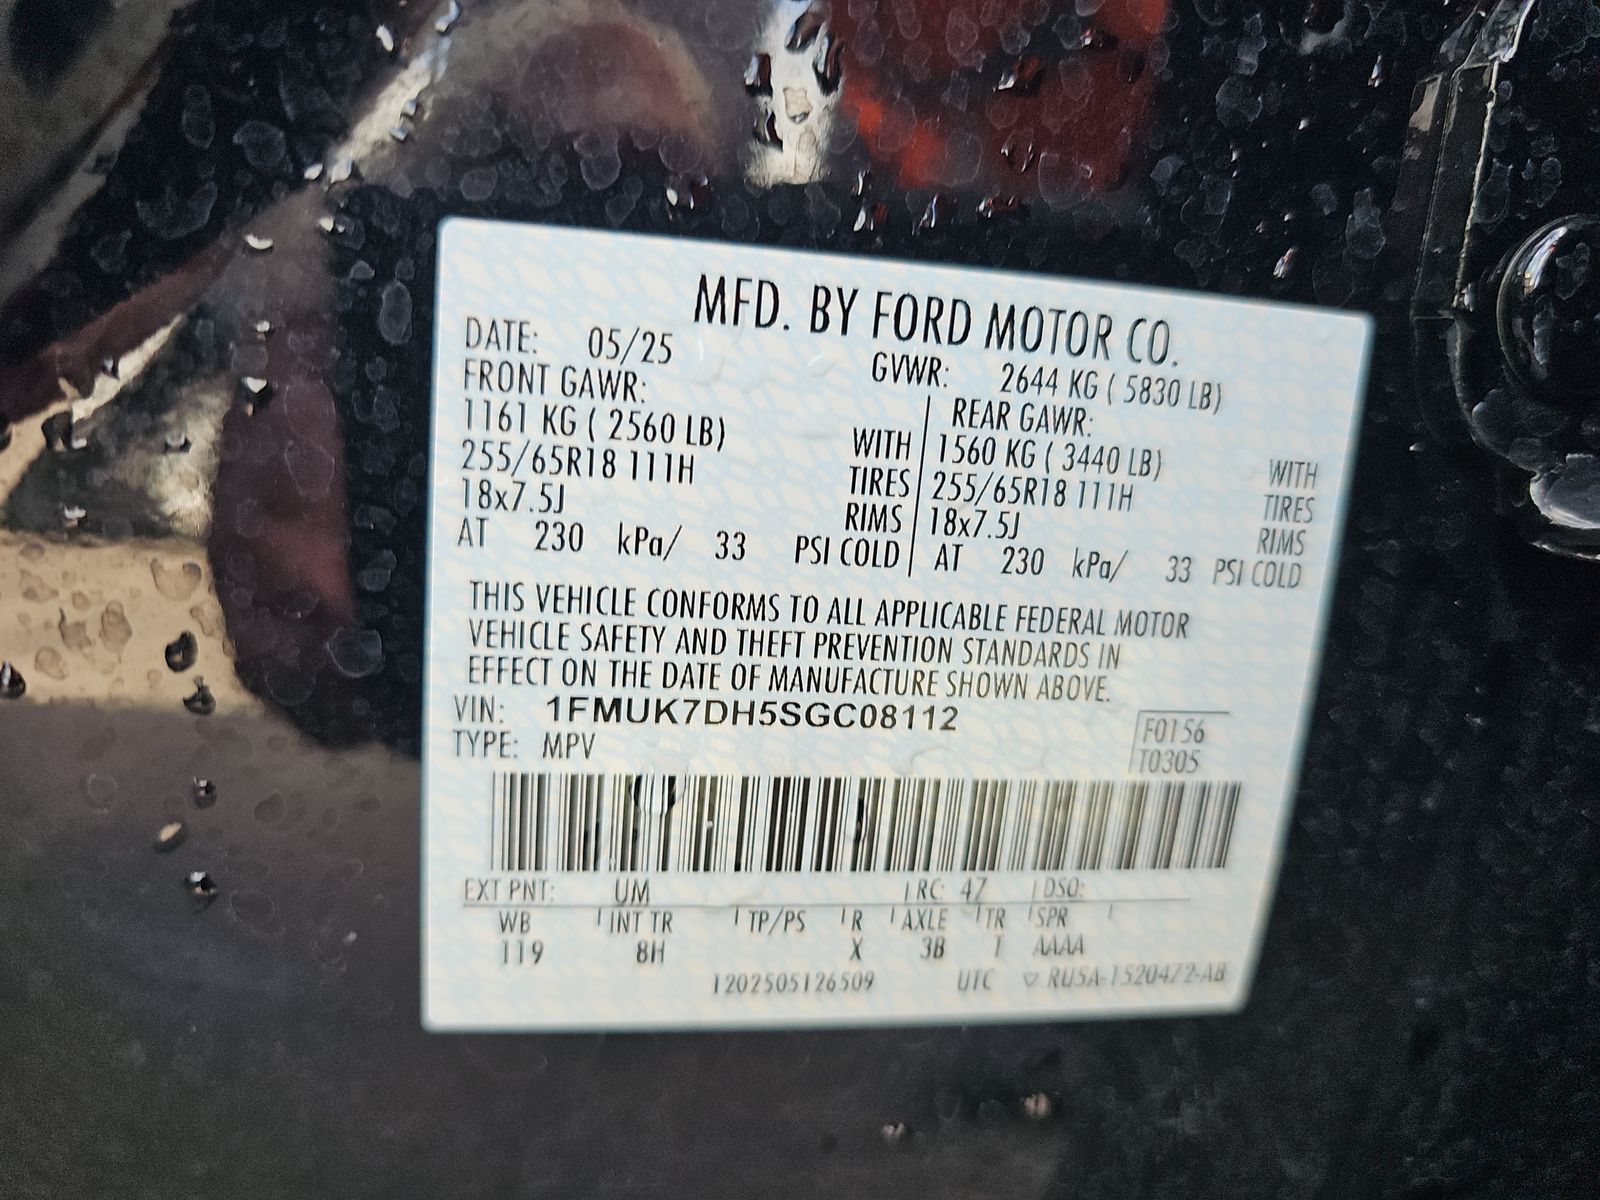 MFD. BY FORD MOTOR CO.
DATE: 05/25 GVWR: 2644 KG ( 5830 LB)
FRONT GAWR: REAR GAWR:
1161 KG ( 2560 LB) WITH 1560 KG ( 3440 LB) WITH
255/65R18 111H TIRES 255/65R18 111H TIRES
18x7.5J RIMS 18x7.5J RIMS
AT 230 kPa/ 33 PSI COLD AT 230 kPa/ 33 PSI COLD
THIS VEHICLE CONFORMS TO ALL APPLICABLE FEDERAL MOTOR
VEHICLE SAFETY AND THEFT PREVENTION STANDARDS IN
EFFECT ON THE DATE OF MANUFACTURE SHOWN ABOVE.
VIN: 1FMUK7DH5SGC08112 F0156
TYPE: MPV T0305
EXT PNT: UM RC: 47 DSO:
WB INT TR TP/PS R AXLE TR SPR
119 8H X 3B T AAAA
1202505126509 UTC ▽ RUSA-1520472-AB